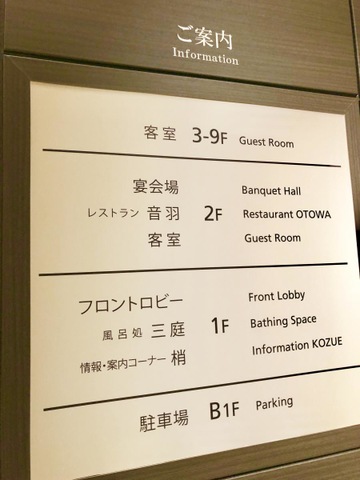 ご案内
Information
客室 3-9F Guest Room
宴会場 Banquet Hall
レストラン 音羽 2F Restaurant OTOWA
客室 Guest Room
フロントロビー Front Lobby
風呂処 三庭 1F Bathing Space
情報・案内コーナー 梢 Information KOZUE
駐車場 B1F Parking